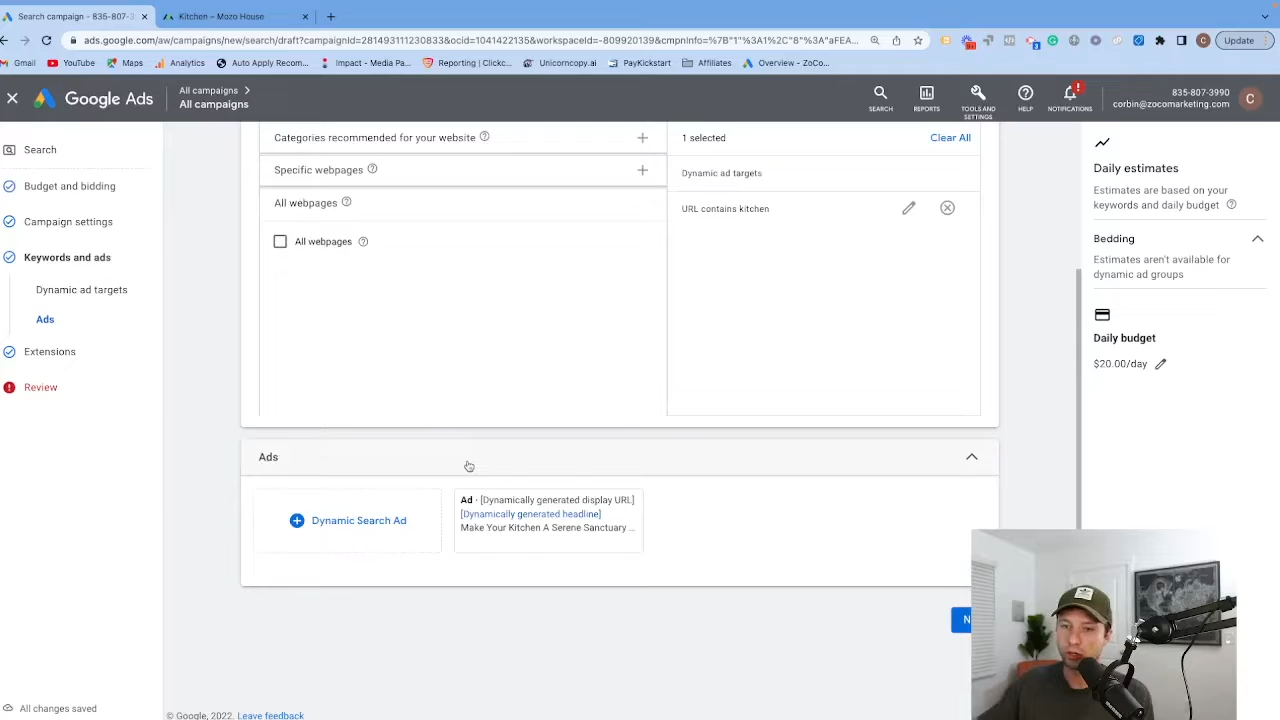 Search campaign - 835-807-3
Kitchen – Mozo House
ads.google.com/aw/campaigns/new/search/draft?campaignId=281493111230833&ocid=1041422135&workspaceId=-809920139&cmpnInfo=%7B"1"%3A1%2C"8"%3A"aFEA...
Update
Gmail
YouTube
Maps
Analytics
Auto Apply Recom...
Impact - Media Pa...
Reporting | Clickc...
Unicorncopy.ai
PayKickstart
Affiliates
Overview - ZoCo...
Google Ads
All campaigns
All campaigns
SEARCH
REPORTS
TOOLS AND
SETTINGS
HELP
NOTIFICATIONS
835-807-3990
corbin@zocomarketing.com
C
Search
Budget and bidding
Campaign settings
Keywords and ads
Dynamic ad targets
Ads
Extensions
Review
All changes saved
Categories recommended for your website
Specific webpages
All webpages
All webpages
1 selected
Clear All
Dynamic ad targets
URL contains kitchen
Ads
Dynamic Search Ad
Ad · [Dynamically generated display URL]
[Dynamically generated headline]
Make Your Kitchen A Serene Sanctuary ...
Daily estimates
Estimates are based on your
keywords and daily budget
Bedding
Estimates aren't available for
dynamic ad groups
Daily budget
$20.00/day
© Google, 2022. Leave feedback